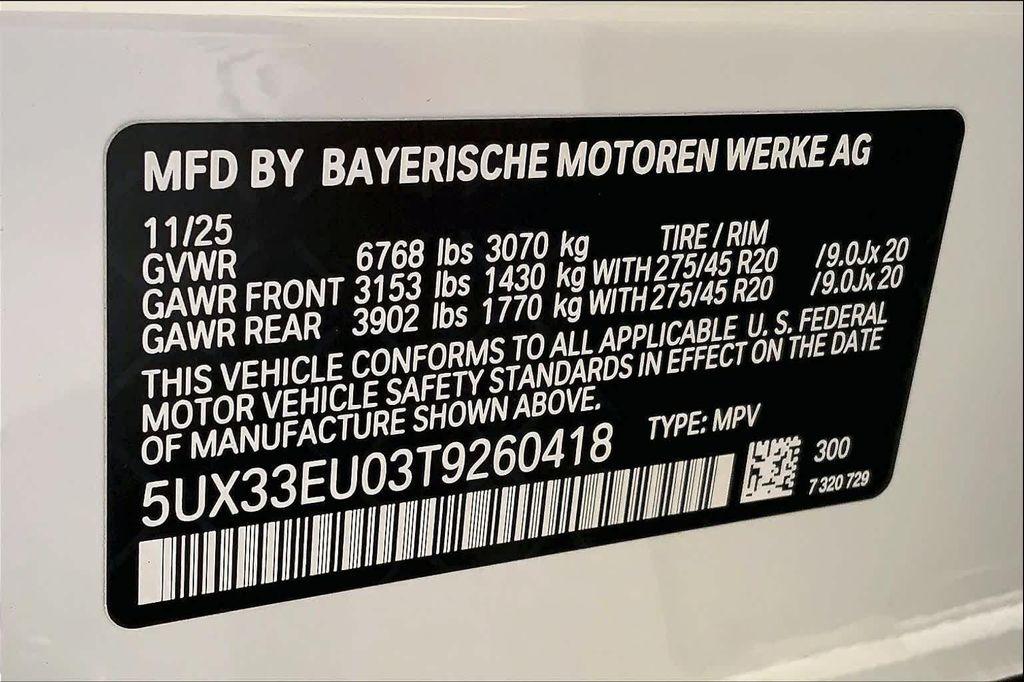 MFD BY BAYERISCHE MOTOREN WERKE AG
11/25
GVWR 6768 lbs 3070 kg TIRE / RIM
GAWR FRONT 3153 lbs 1430 kg WITH 275/45 R20 /9.0Jx 20
GAWR REAR 3902 lbs 1770 kg WITH 275/45 R20 /9.0Jx 20
THIS VEHICLE CONFORMS TO ALL APPLICABLE U. S. FEDERAL
MOTOR VEHICLE SAFETY STANDARDS IN EFFECT ON THE DATE
OF MANUFACTURE SHOWN ABOVE.
5UX33EU03T9260418 TYPE: MPV
300
7 320 729